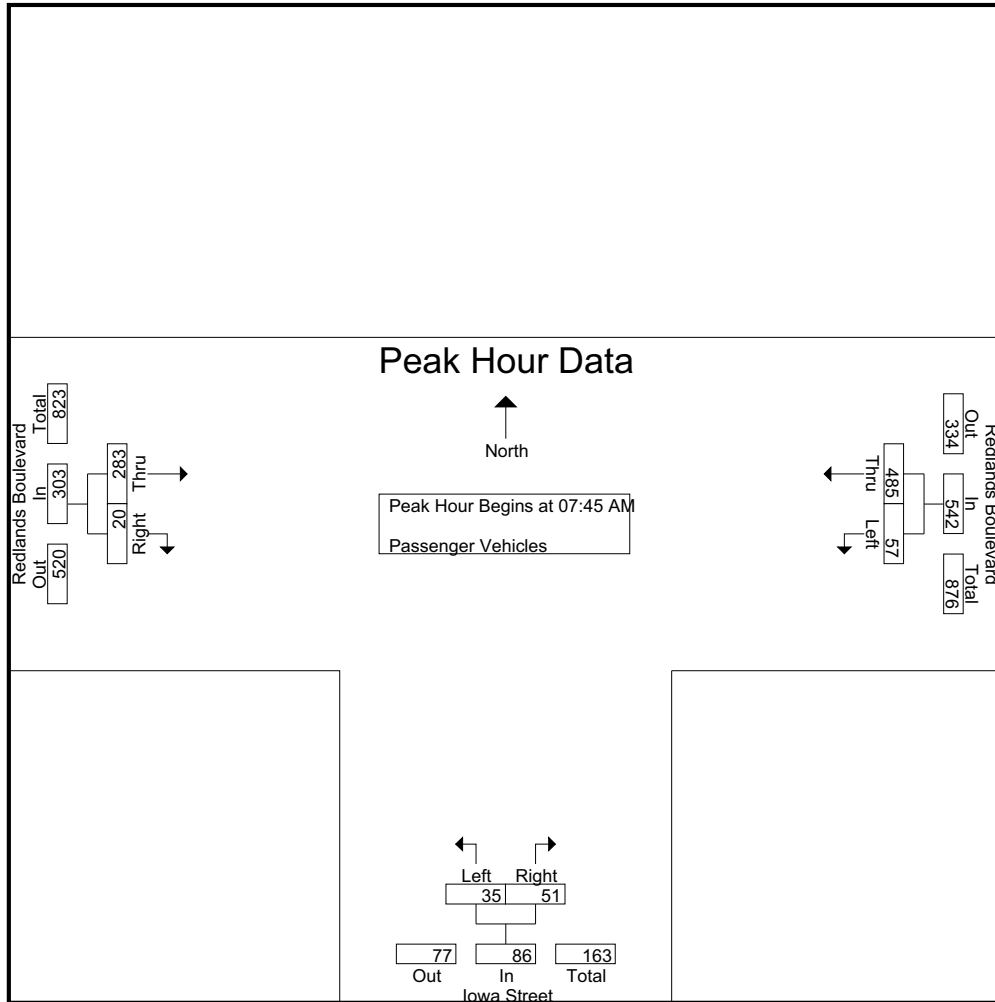 Peak Hour Data
North
Peak Hour Begins at 07:45 AM
Passenger Vehicles
Redlands Boulevard
Out In Total
520 303 823
Right Thru
20 283
Redlands Boulevard
Out In Total
334 542 876
Thru Left
485 57
Left Right
35 51
77 86 163
Out In Total
Iowa Street